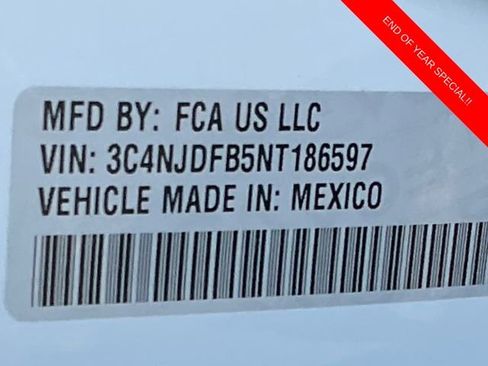 END OF YEAR SPECIAL!!
MFD BY: FCA US LLC
VIN: 3C4NJDFB5NT186597
VEHICLE MADE IN: MEXICO